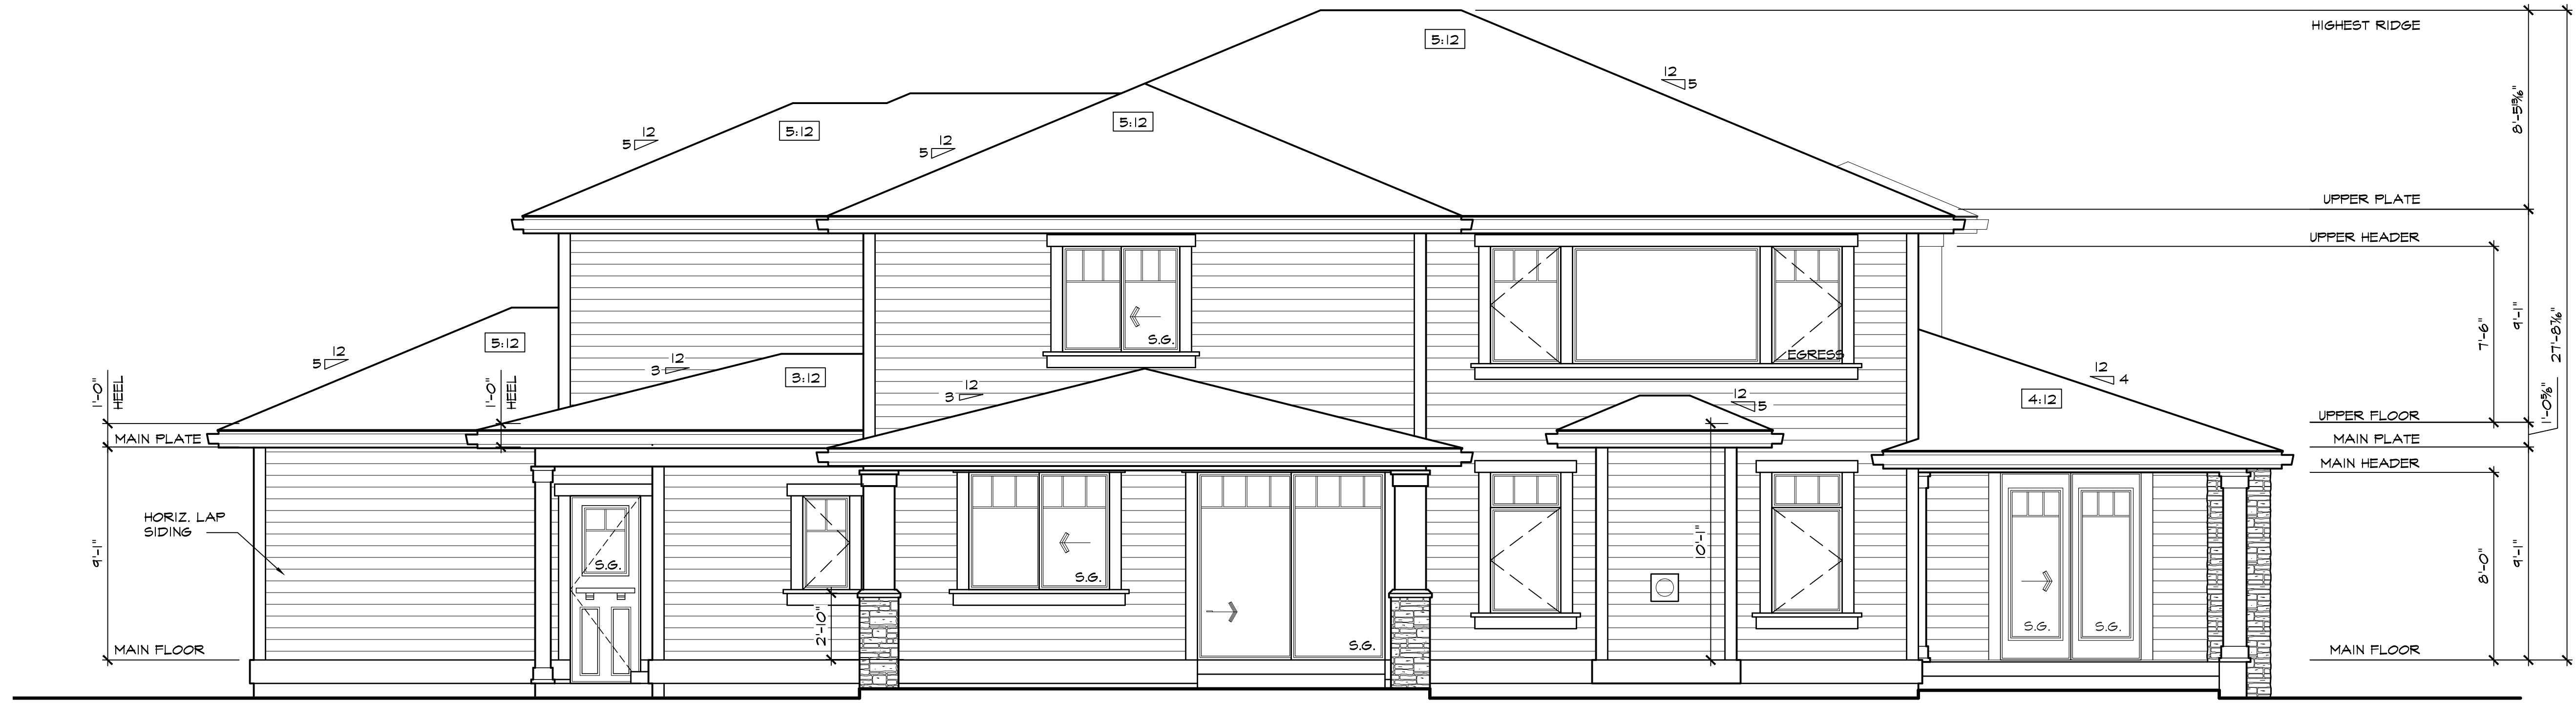 HIGHEST RIDGE
5:12
12
5
8'-5 13/16"
5:12
5:12
12
5
12
5
UPPER PLATE
UPPER HEADER
7'-6"
9'-1"
27'-8 7/16"
S.G.
EGRESS
5:12
12
5
12
3
3:12
12
3
12
5
12
4
4:12
1'-0"
HEEL
1'-0"
HEEL
1'-0 5/8"
UPPER FLOOR
MAIN PLATE
MAIN PLATE
MAIN HEADER
HORIZ. LAP
SIDING
9'-1"
S.G.
S.G.
S.G.
2'-10"
10'-1"
S.G.
S.G.
8'-0"
9'-1"
MAIN FLOOR
MAIN FLOOR